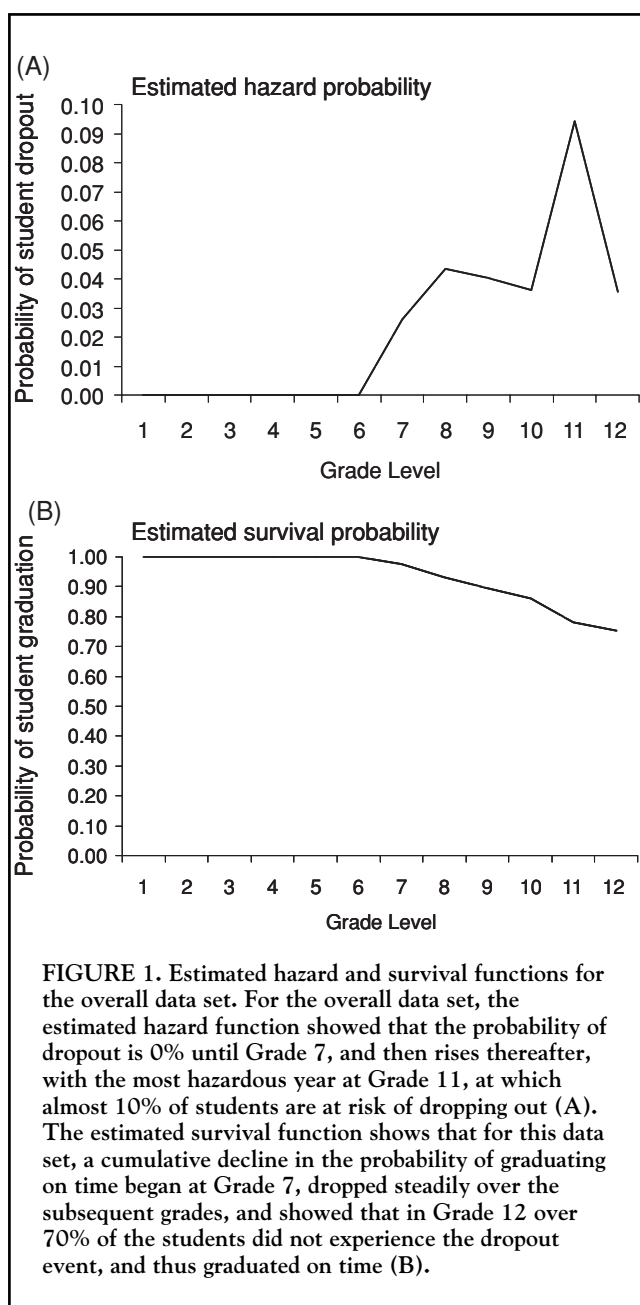 (A)
Estimated hazard probability
Probability of student dropout
0.10
0.09
0.08
0.07
0.06
0.05
0.04
0.03
0.02
0.01
0.00
1 2 3 4 5 6 7 8 9 10 11 12
Grade Level
(B)
Estimated survival probability
Probability of student graduation
1.00
0.90
0.80
0.70
0.60
0.50
0.40
0.30
0.20
0.10
0.00
1 2 3 4 5 6 7 8 9 10 11 12
Grade Level
FIGURE 1. Estimated hazard and survival functions for
the overall data set. For the overall data set, the
estimated hazard function showed that the probability of
dropout is 0% until Grade 7, and then rises thereafter,
with the most hazardous year at Grade 11, at which
almost 10% of students are at risk of dropping out (A).
The estimated survival function shows that for this data
set, a cumulative decline in the probability of graduating
on time began at Grade 7, dropped steadily over the
subsequent grades, and showed that in Grade 12 over
70% of the students did not experience the dropout
event, and thus graduated on time (B).